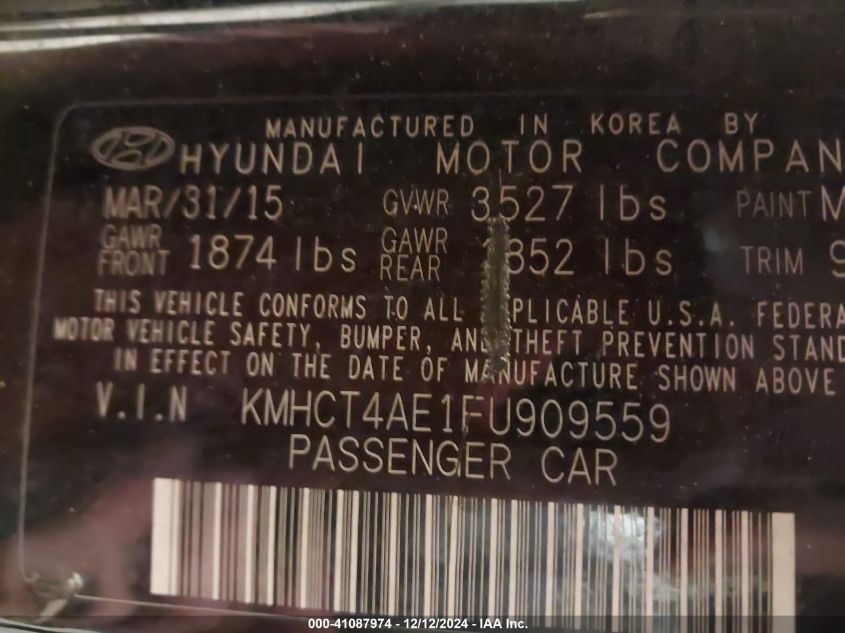 MANUFACTURED IN KOREA BY
HYUNDAI MOTOR COMPAN
MAR/31/15 GVWR 3527 lbs PAINT M
GAWR FRONT 1874 lbs GAWR REAR 852 lbs TRIM 9
THIS VEHICLE CONFORMS TO ALL PLICABLE U.S.A. FEDERA
MOTOR VEHICLE SAFETY, BUMPER, AND THEFT PREVENTION STAND
IN EFFECT ON THE DATE OF MANUFACTURE SHOWN ABOVE
V.I.N KMHCT4AE1FU909559
PASSENGER CAR
000-41087974 - 12/12/2024 - IAA Inc.